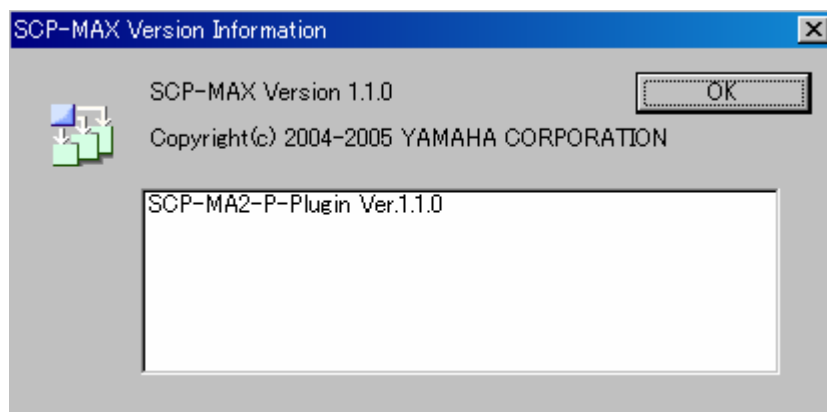 SCP-MAX Version Information
SCP-MAX Version 1.1.0
OK
Copyright(c) 2004-2005 YAMAHA CORPORATION
SCP-MA2-P-Plugin Ver.1.1.0